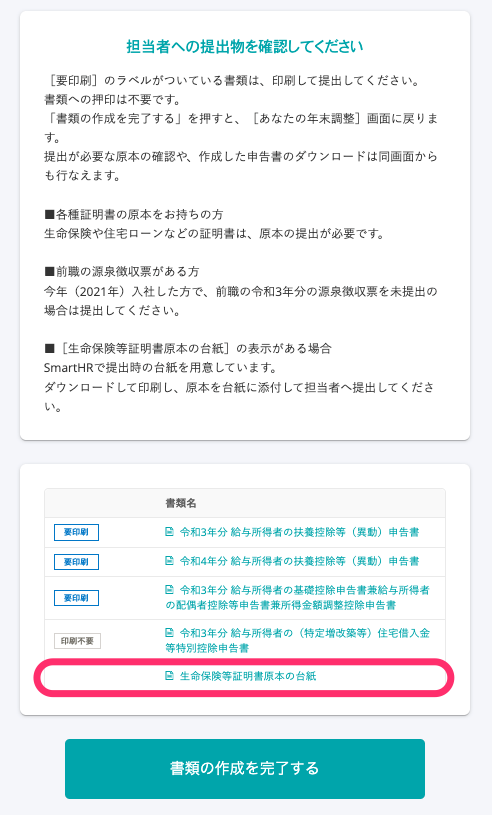 担当者への提出物を確認してください
［要印刷］のラベルがついている書類は、印刷して提出してください。
書類への押印は不要です。
「書類の作成を完了する」を押すと、［あなたの年末調整］画面に戻りま
す。
提出が必要な原本の確認や、作成した申告書のダウンロードは同画面から
も行なえます。
■各種証明書の原本をお持ちの方
生命保険や住宅ローンなどの証明書は、原本の提出が必要です。
■前職の源泉徴収票がある方
今年（2021年）入社した方で、前職の令和3年分の源泉徴収票を未提出の
場合は提出してください。
■［生命保険等証明書原本の台紙］の表示がある場合
SmartHRで提出時の台紙を用意しています。
ダウンロードして印刷し、原本を台紙に添付して担当者へ提出してくださ
い。
書類名
要印刷 令和3年分 給与所得者の扶養控除等（異動）申告書
要印刷 令和4年分 給与所得者の扶養控除等（異動）申告書
要印刷 令和3年分 給与所得者の基礎控除申告書兼給与所得者
の配偶者控除等申告書兼所得金額調整控除申告書
印刷不要 令和3年分 給与所得者の（特定増改築等）住宅借入金
等特別控除申告書
生命保険等証明書原本の台紙
書類の作成を完了する